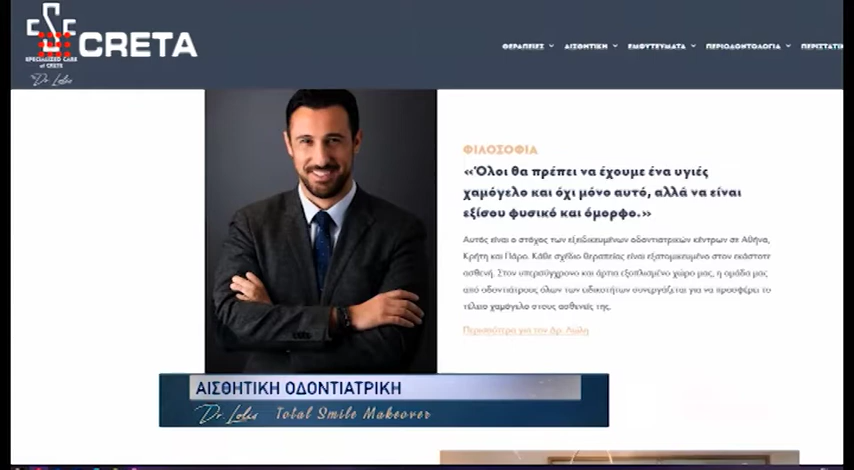 CRETA
SPECIALIZED CARE
of CRETE
Dr. Lolis
ΘΕΡΑΠΕΙΕΣ ΑΙΣΘΗΤΙΚΗ ΕΜΦΥΤΕΥΜΑΤΑ ΠΕΡΙΟΔΟΝΤΟΛΟΓΙΑ ΠΕΡΙΣΤΑΤΙΚ
ΦΙΛΟΣΟΦΙΑ
«Όλοι θα πρέπει να έχουμε ένα υγιές
χαμόγελο και όχι μόνο αυτό, αλλά να είναι
εξίσου φυσικό και όμορφο.»
Αυτός είναι ο στόχος των εξειδικευμένων οδοντιατρικών κέντρων σε Αθήνα,
Κρήτη και Πάρο. Κάθε σχέδιο θεραπείας είναι εξατομικευμένο στον εκάστοτε
ασθενή. Στον υπερσύγχρονο και άρτια εξοπλισμένο χώρο μας, η ομάδα μας
από οδοντιάτρους όλων των ειδικοτήτων συνεργάζεται για να προσφέρει το
τέλειο χαμόγελο στους ασθενείς της.
Περισσότερα για τον Δρ. Λώλη
ΑΙΣΘΗΤΙΚΗ ΟΔΟΝΤΙΑΤΡΙΚΗ
Dr Lolis Total Smile Makeover